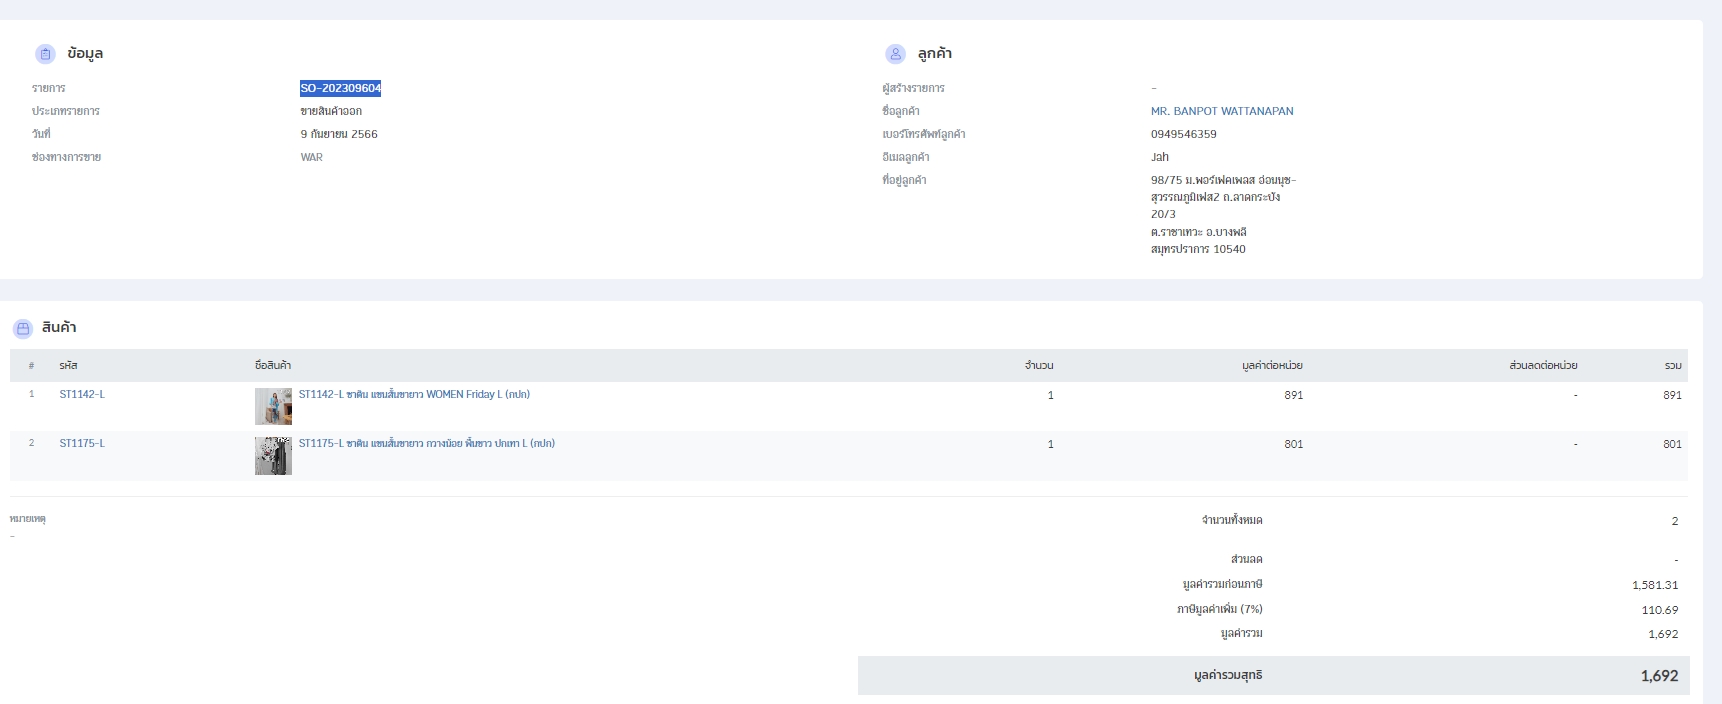 ข้อมูล
รายการ SO-202309604
ประเภทรายการ ขายสินค้าออก
วันที่ 9 กันยายน 2566
ช่องทางการขาย WAR
ลูกค้า
ผู้สร้างรายการ -
ชื่อลูกค้า MR. BANPOT WATTANAPAN
เบอร์โทรศัพท์ลูกค้า 0949546359
อีเมลลูกค้า Jah
ที่อยู่ลูกค้า 98/75 ม.พอร์เฟคเพลส อ่อนนุช-
สุวรรณภูมิเฟส2 ถ.ลาดกระบัง
20/3
ต.ราชาเทวะ อ.บางพลี
สมุทรปราการ 10540
สินค้า
# รหัส ชื่อสินค้า จำนวน มูลค่าต่อหน่วย ส่วนลดต่อหน่วย รวม
1 ST1142-L ST1142-L ซาติน แขนสั้นขายาว WOMEN Friday L (กปก) 1 891 - 891
2 ST1175-L ST1175-L ซาติน แขนสั้นขายาว กวางน้อย พื้นขาว ปกเทา L (กปก) 1 801 - 801
หมายเหตุ
-
จำนวนทั้งหมด 2
ส่วนลด -
มูลค่ารวมก่อนภาษี 1,581.31
ภาษีมูลค่าเพิ่ม (7%) 110.69
มูลค่ารวม 1,692
มูลค่ารวมสุทธิ 1,692